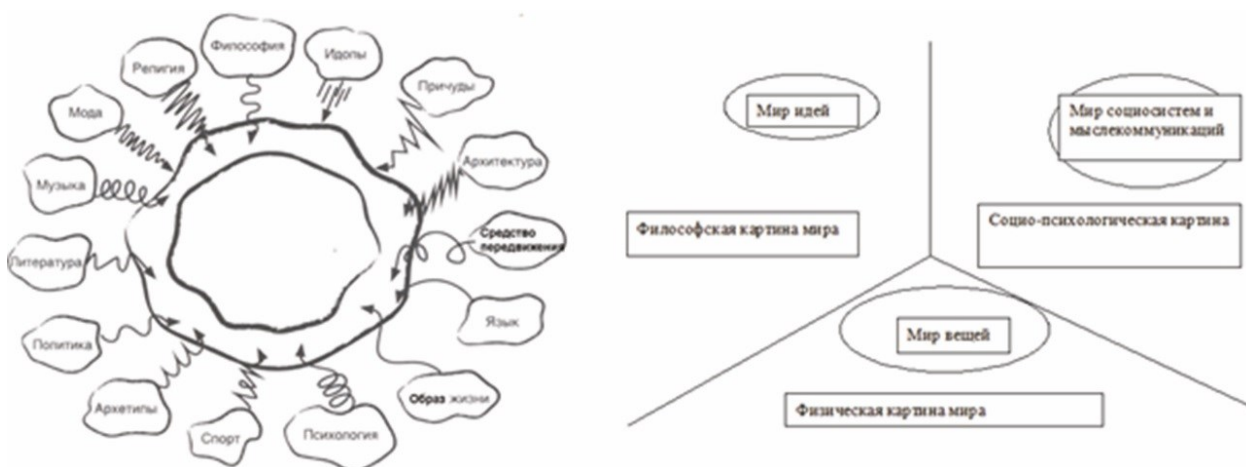 Философия
Идолы
Религия
Причуды
Мода
Архитектура
Музыка
Средство
передвижения
Литература
Язык
Политика
Образ жизни
Архетипы
Спорт
Психология
Мир идей
Мир социосистем и
мыслекоммуникаций
Философская картина мира
Социо-психологическая картина
Мир вещей
Физическая картина мира